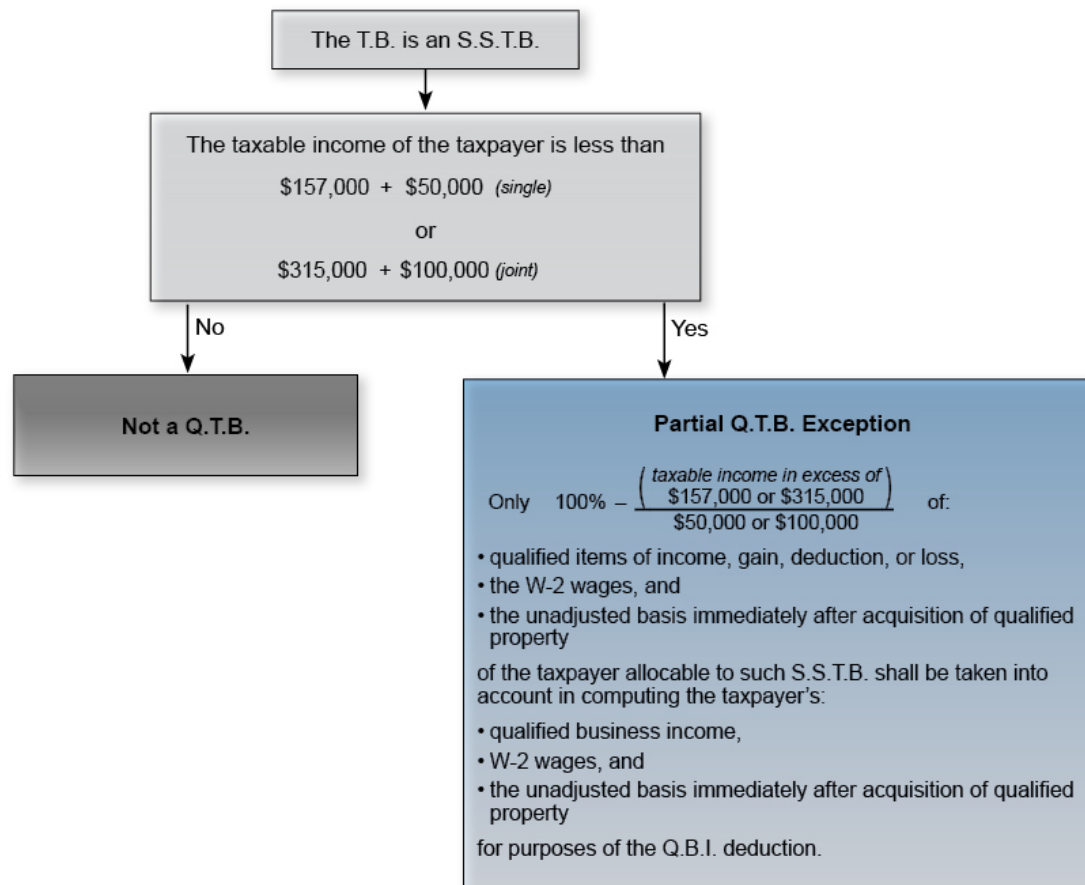 The T.B. is an S.S.T.B.
The taxable income of the taxpayer is less than
$157,000 + $50,000 (single)
or
$315,000 + $100,000 (joint)
No
Yes
Not a Q.T.B.
Partial Q.T.B. Exception
Only 100% – ( taxable income in excess of
$157,000 or $315,000 ) of:
$50,000 or $100,000
• qualified items of income, gain, deduction, or loss,
• the W-2 wages, and
• the unadjusted basis immediately after acquisition of qualified
property
of the taxpayer allocable to such S.S.T.B. shall be taken into
account in computing the taxpayer's:
• qualified business income,
• W-2 wages, and
• the unadjusted basis immediately after acquisition of qualified
property
for purposes of the Q.B.I. deduction.